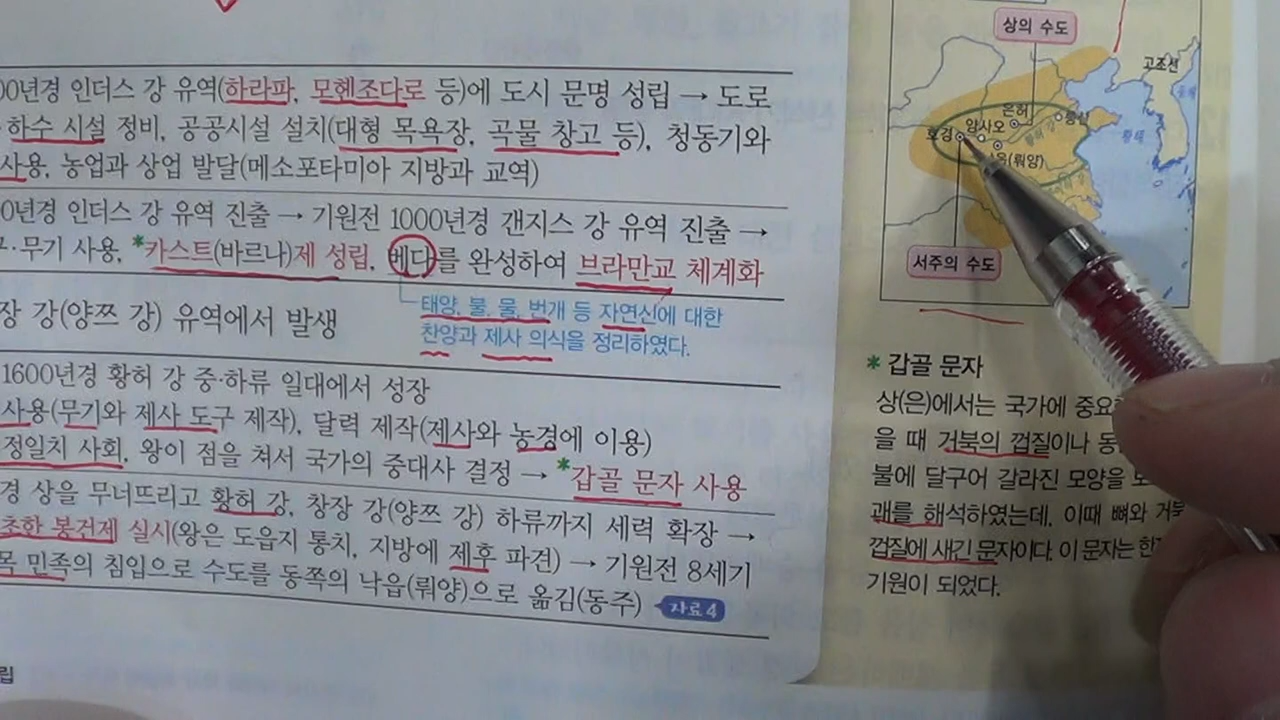 00년경 인더스 강 유역(하라파, 모헨조다로 등)에 도시 문명 성립 → 도로
하수 시설 정비, 공공시설 설치(대형 목욕장, 곡물 창고 등), 청동기와
사용, 농업과 상업 발달(메소포타미아 지방과 교역)
0년경 인더스 강 유역 진출 → 기원전 1000년경 갠지스 강 유역 진출 →
구·무기 사용, *카스트(바르나)제 성립, 베다를 완성하여 브라만교 체계화
태양, 불, 물, 번개 등 자연신에 대한
찬양과 제사 의식을 정리하였다.
장 강(양쯔 강) 유역에서 발생
1600년경 황허 강 중·하류 일대에서 성장
사용(무기와 제사 도구 제작), 달력 제작(제사와 농경에 이용)
정일치 사회, 왕이 점을 쳐서 국가의 중대사 결정 → *갑골 문자 사용
경 상을 무너뜨리고 황허 강, 창장 강(양쯔 강) 하류까지 세력 확장 →
초한 봉건제 실시(왕은 도읍지 통치, 지방에 제후 파견) → 기원전 8세기
목 민족의 침입으로 수도를 동쪽의 낙읍(뤄양)으로 옮김(동주) 자료4
립
상의 수도
고조선
은허
앙사오
호경
(뤄양)
황해
서주의 수도
* 갑골 문자
상(은)에서는 국가에 중요
을 때 거북의 껍질이나 동
불에 달구어 갈라진 모양을 보
괘를 해석하였는데, 이때 뼈와 거북
껍질에 새긴 문자이다. 이 문자는 한
기원이 되었다.